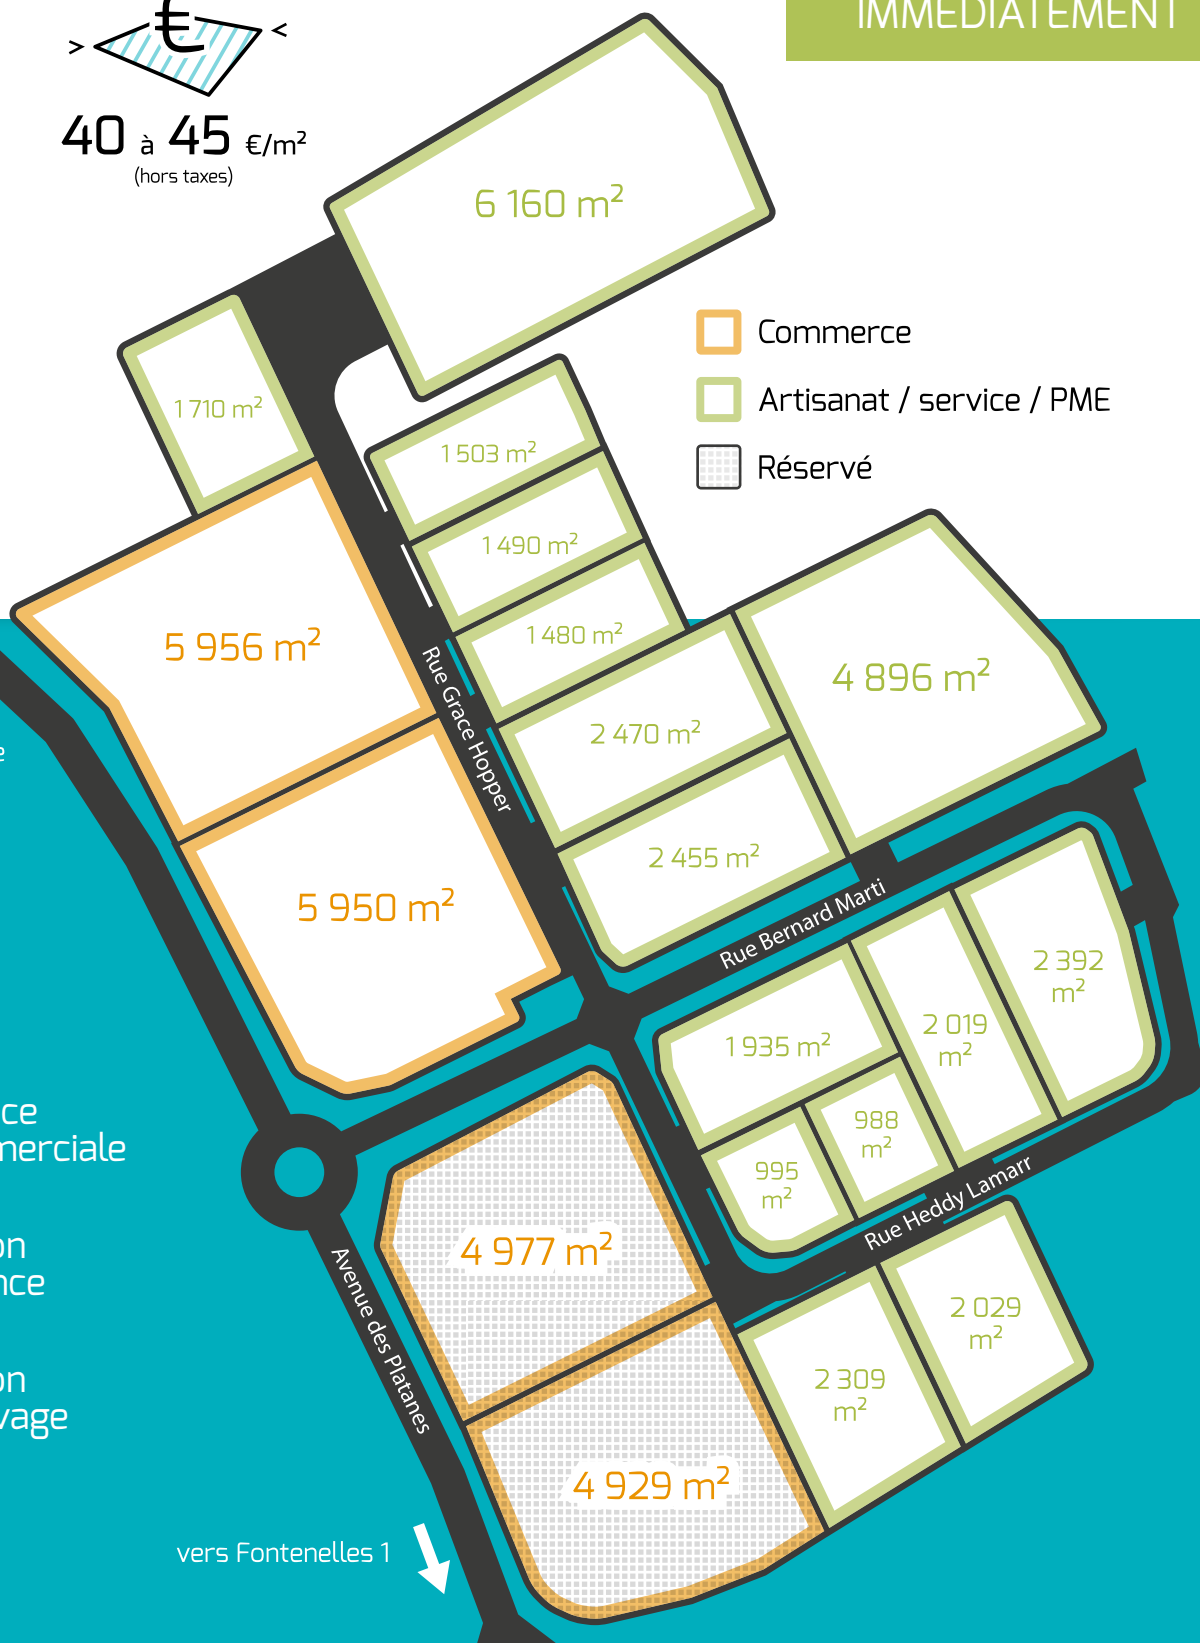 IMMÉDIATEMENT
€
> <
40 à 45 €/m²
(hors taxes)
6 160 m²
Commerce
Artisanat / service / PME
Réservé
1 710 m²
1 503 m²
1 490 m²
1 480 m²
5 956 m²
Rue Grace Hopper
2 470 m²
4 896 m²
e
2 455 m²
5 950 m²
Rue Bernard Marti
2 392
m²
2 019
m²
1 935 m²
988
m²
995
m²
ce
merciale
Rue Heddy Lamarr
on
nce
4 977 m²
Avenue des Platanes
2 029
m²
2 309
m²
on
vage
4 929 m²
vers Fontenelles 1